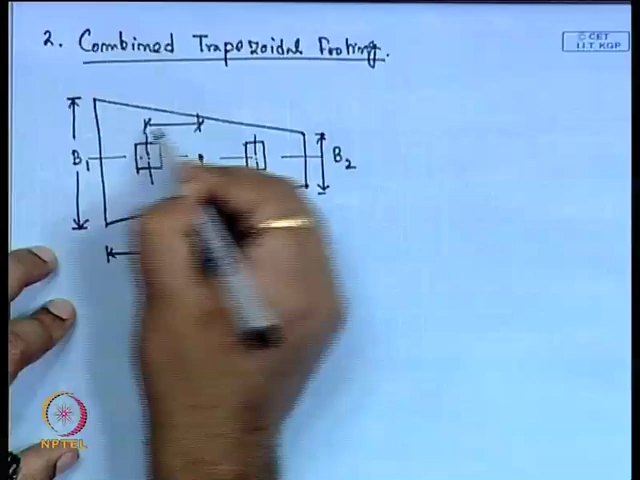 2. Combined Trapezoidal Footing.
© CET
I.I.T. KGP
B1
B2
NPTEL